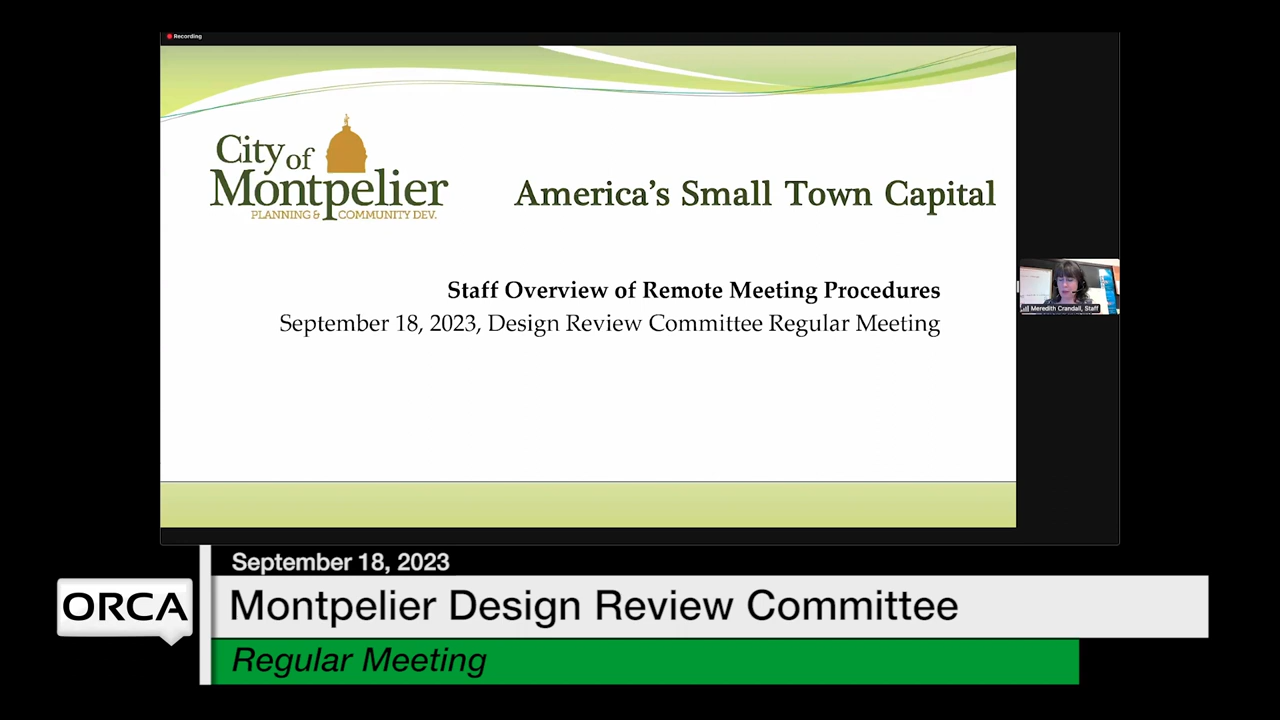 Recording
City of
Montpelier
PLANNING & COMMUNITY DEV.
America's Small Town Capital
Staff Overview of Remote Meeting Procedures
September 18, 2023, Design Review Committee Regular Meeting
Meredith Crandall, Staff
September 18, 2023
ORCA
Montpelier Design Review Committee
Regular Meeting